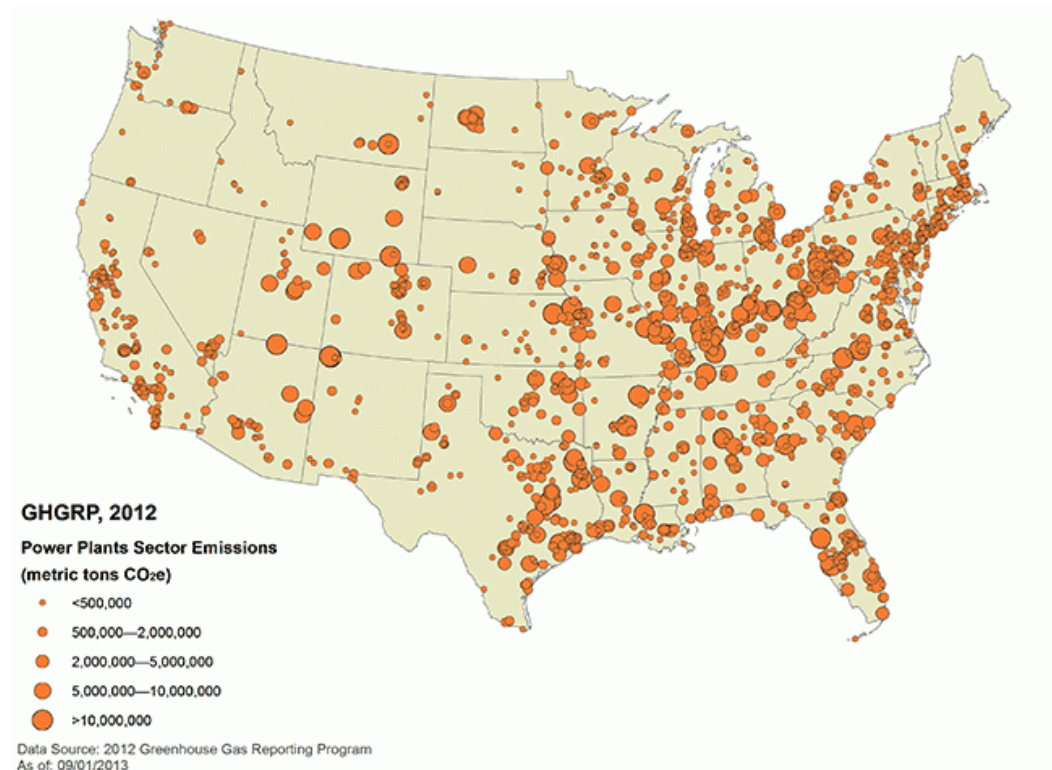 GHGRP, 2012
Power Plants Sector Emissions
(metric tons CO₂e)
<500,000
500,000—2,000,000
2,000,000—5,000,000
5,000,000—10,000,000
>10,000,000
Data Source: 2012 Greenhouse Gas Reporting Program
As of: 09/01/2013